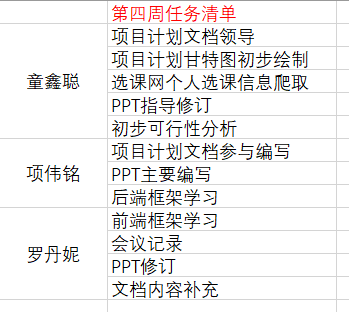 第四周任务清单
童鑫聪
项目计划文档领导
项目计划甘特图初步绘制
选课网个人选课信息爬取
PPT指导修订
初步可行性分析
项伟铭
项目计划文档参与编写
PPT主要编写
后端框架学习
罗丹妮
前端框架学习
会议记录
PPT修订
文档内容补充